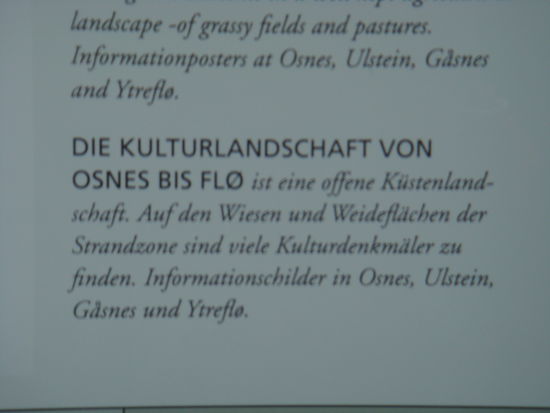 landscape -of grassy fields and pastures.
Informationposters at Osnes, Ulstein, Gåsnes
and Ytreflø.
DIE KULTURLANDSCHAFT VON
OSNES BIS FLØ ist eine offene Küstenland-
schaft. Auf den Wiesen und Weideflächen der
Strandzone sind viele Kulturdenkmäler zu
finden. Informationschilder in Osnes, Ulstein,
Gåsnes und Ytreflø.